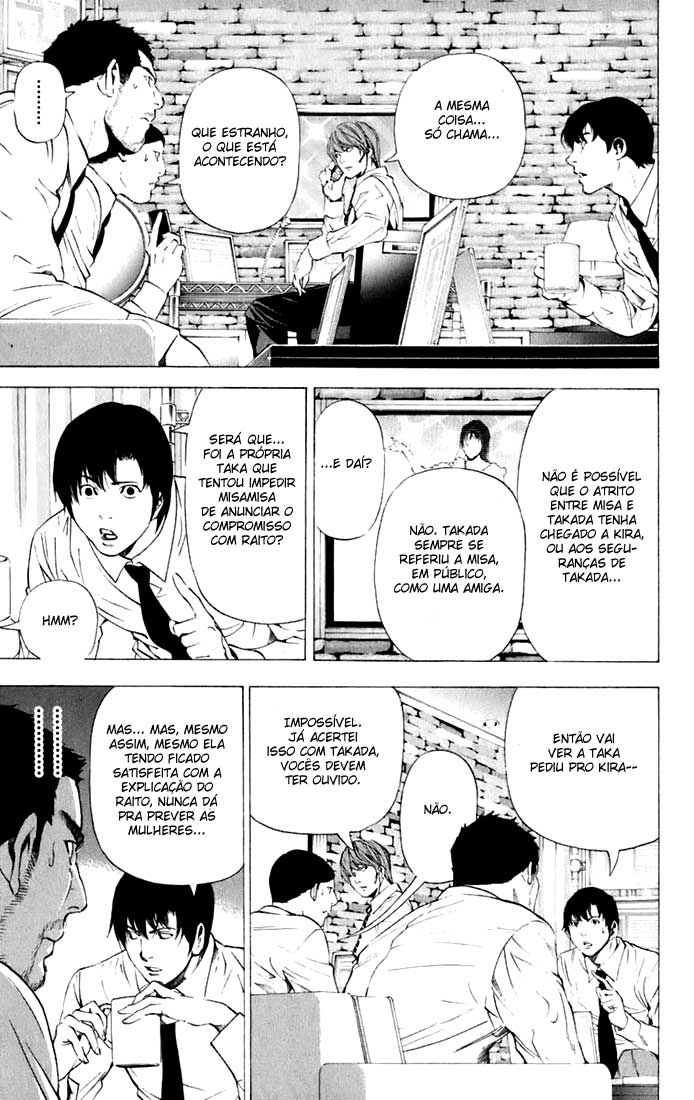 A MESMA
COISA...
SÓ CHAMA...
QUE ESTRANHO,
O QUE ESTÁ
ACONTECENDO?
.........
NÃO É POSSÍVEL
QUE O ATRITO
ENTRE MISA E
TAKADA TENHA
CHEGADO A KIRA,
OU AOS SEGU-
RANÇAS DE
TAKADA...
...E DAÍ?
NÃO. TAKADA
SEMPRE SE
REFERIU A MISA,
EM PÚBLICO,
COMO UMA AMIGA.
SERÁ QUE...
FOI A PRÓPRIA
TAKA QUE
TENTOU IMPEDIR
MISAMISA
DE ANUNCIAR O
COMPROMISSO
COM RAITO?
HMM?
ENTÃO VAI
VER A TAKA
PEDIU PRO KIRA--
NÃO.
IMPOSSÍVEL.
JÁ ACERTEI
ISSO COM TAKADA,
VOCÊS DEVEM
TER OUVIDO.
MAS... MAS, MESMO
ASSIM, MESMO ELA
TENDO FICADO
SATISFEITA COM A
EXPLICAÇÃO DO
RAITO, NUNCA DÁ
PRA PREVER AS
MULHERES...